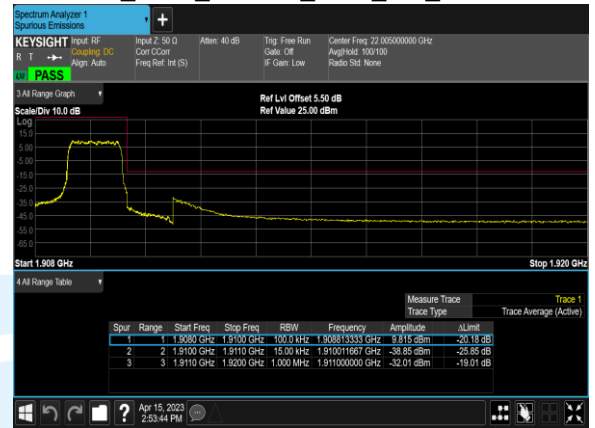 Spectrum Analyzer 1
Spurious Emissions
+
KEYSIGHT Input: RF Input Z: 50 Ω Atten: 40 dB Trig: Free Run Center Freq: 22.005000000 GHz
R T Coupling: DC Corr CCorr Gate: Off Avg|Hold: 100/100
Align: Auto Freq Ref: Int (S) IF Gain: Low Radio Std: None
PASS
3 All Range Graph
Ref Lvl Offset 5.50 dB
Scale/Div 10.0 dB Ref Value 25.00 dBm
Log
15.0
5.00
-5.00
-15.0
-25.0
-35.0
-45.0
-55.0
-65.0
Start 1.908 GHz Stop 1.920 GHz
4 All Range Table
Measure Trace Trace 1
Trace Type Trace Average (Active)
Spur Range Start Freq Stop Freq RBW Frequency Amplitude ΔLimit
1 1 1.9080 GHz 1.9100 GHz 100.0 kHz 1.908813333 GHz 9.815 dBm -20.18 dB
2 2 1.9100 GHz 1.9110 GHz 15.00 kHz 1.910011667 GHz -38.85 dBm -25.85 dB
3 3 1.9110 GHz 1.9200 GHz 1.000 MHz 1.911000000 GHz -32.01 dBm -19.01 dB
? Apr 15, 2023
2:53:44 PM